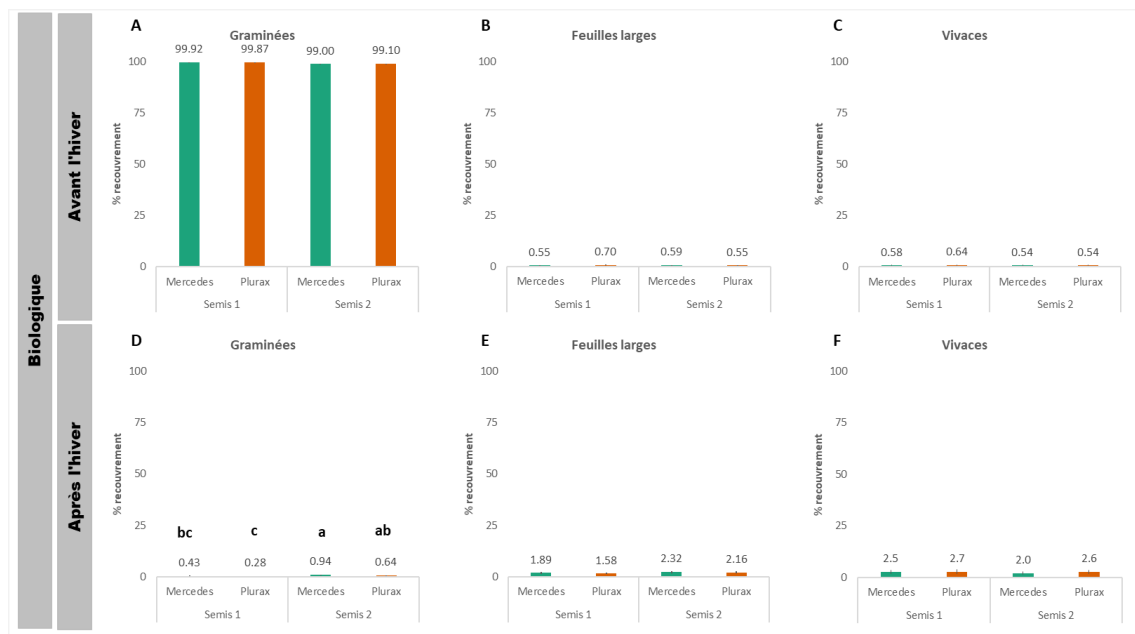 Biologique
Avant l'hiver
A
Graminées
99.92 99.87 99.00 99.10
% recouvrement
100
75
50
25
0
Mercedes Plurax Mercedes Plurax
Semis 1 Semis 2
B
Feuilles larges
% recouvrement
100
75
50
25
0
0.55 0.70 0.59 0.55
Mercedes Plurax Mercedes Plurax
Semis 1 Semis 2
C
Vivaces
% recouvrement
100
75
50
25
0
0.58 0.64 0.54 0.54
Mercedes Plurax Mercedes Plurax
Semis 1 Semis 2
Après l'hiver
D
Graminées
% recouvrement
100
75
50
25
0
bc c a ab
0.43 0.28 0.94 0.64
Mercedes Plurax Mercedes Plurax
Semis 1 Semis 2
E
Feuilles larges
% recouvrement
100
75
50
25
0
1.89 1.58 2.32 2.16
Mercedes Plurax Mercedes Plurax
Semis 1 Semis 2
F
Vivaces
% recouvrement
100
75
50
25
0
2.5 2.7 2.0 2.6
Mercedes Plurax Mercedes Plurax
Semis 1 Semis 2